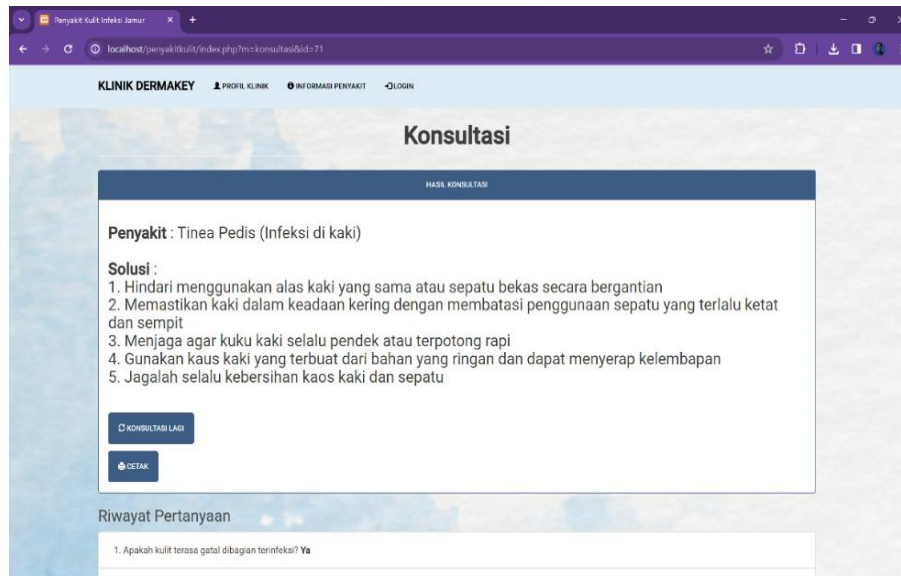 Penyakit Kulit Infeksi Jamur
localhost/penyakitkulit/index.php?m=konsultasi&id=71
KLINIK DERMAKEY PROFIL KLINIK INFORMASI PENYAKIT LOGIN
Konsultasi
HASIL KONSULTASI
Penyakit : Tinea Pedis (Infeksi di kaki)
Solusi :
1. Hindari menggunakan alas kaki yang sama atau sepatu bekas secara bergantian
2. Memastikan kaki dalam keadaan kering dengan membatasi penggunaan sepatu yang terlalu ketat
dan sempit
3. Menjaga agar kuku kaki selalu pendek atau terpotong rapi
4. Gunakan kaus kaki yang terbuat dari bahan yang ringan dan dapat menyerap kelembapan
5. Jagalah selalu kebersihan kaos kaki dan sepatu
KONSULTASI LAGI
CETAK
Riwayat Pertanyaan
1. Apakah kulit terasa gatal dibagian terinfeksi? Ya